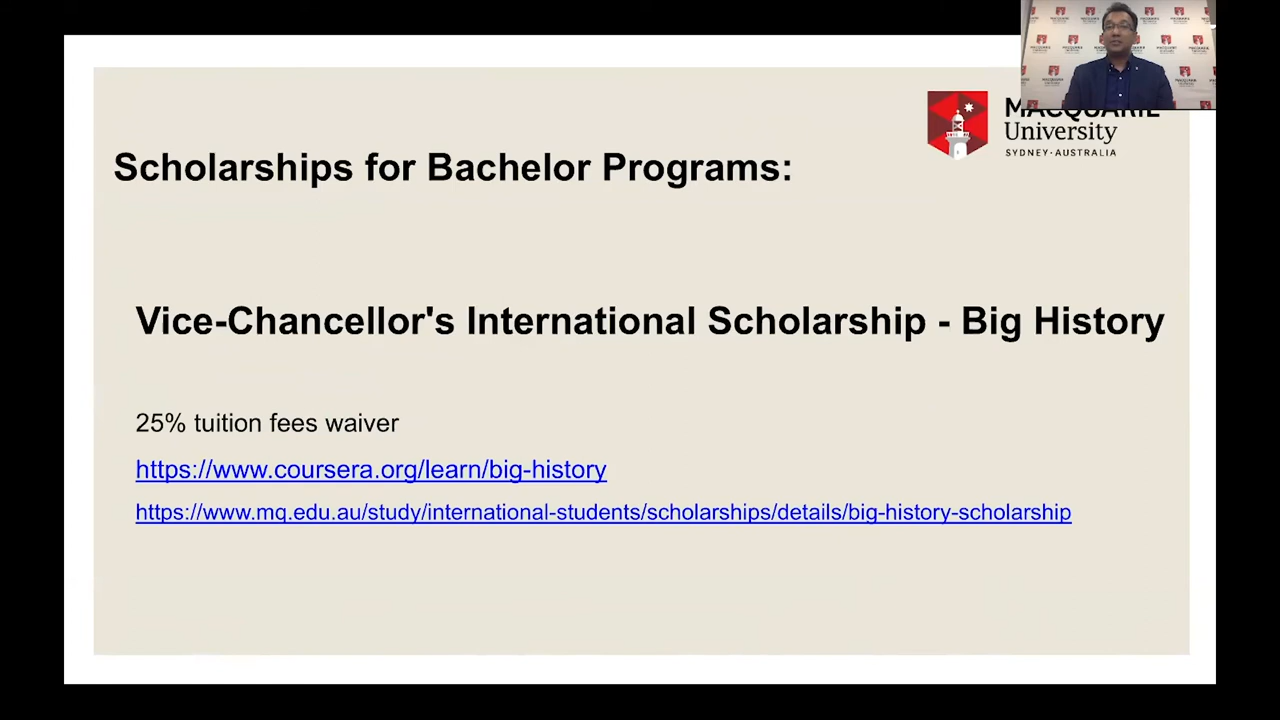 MACQUARIE
University
SYDNEY·AUSTRALIA
Scholarships for Bachelor Programs:
Vice-Chancellor's International Scholarship - Big History
25% tuition fees waiver
https://www.coursera.org/learn/big-history
https://www.mq.edu.au/study/international-students/scholarships/details/big-history-scholarship